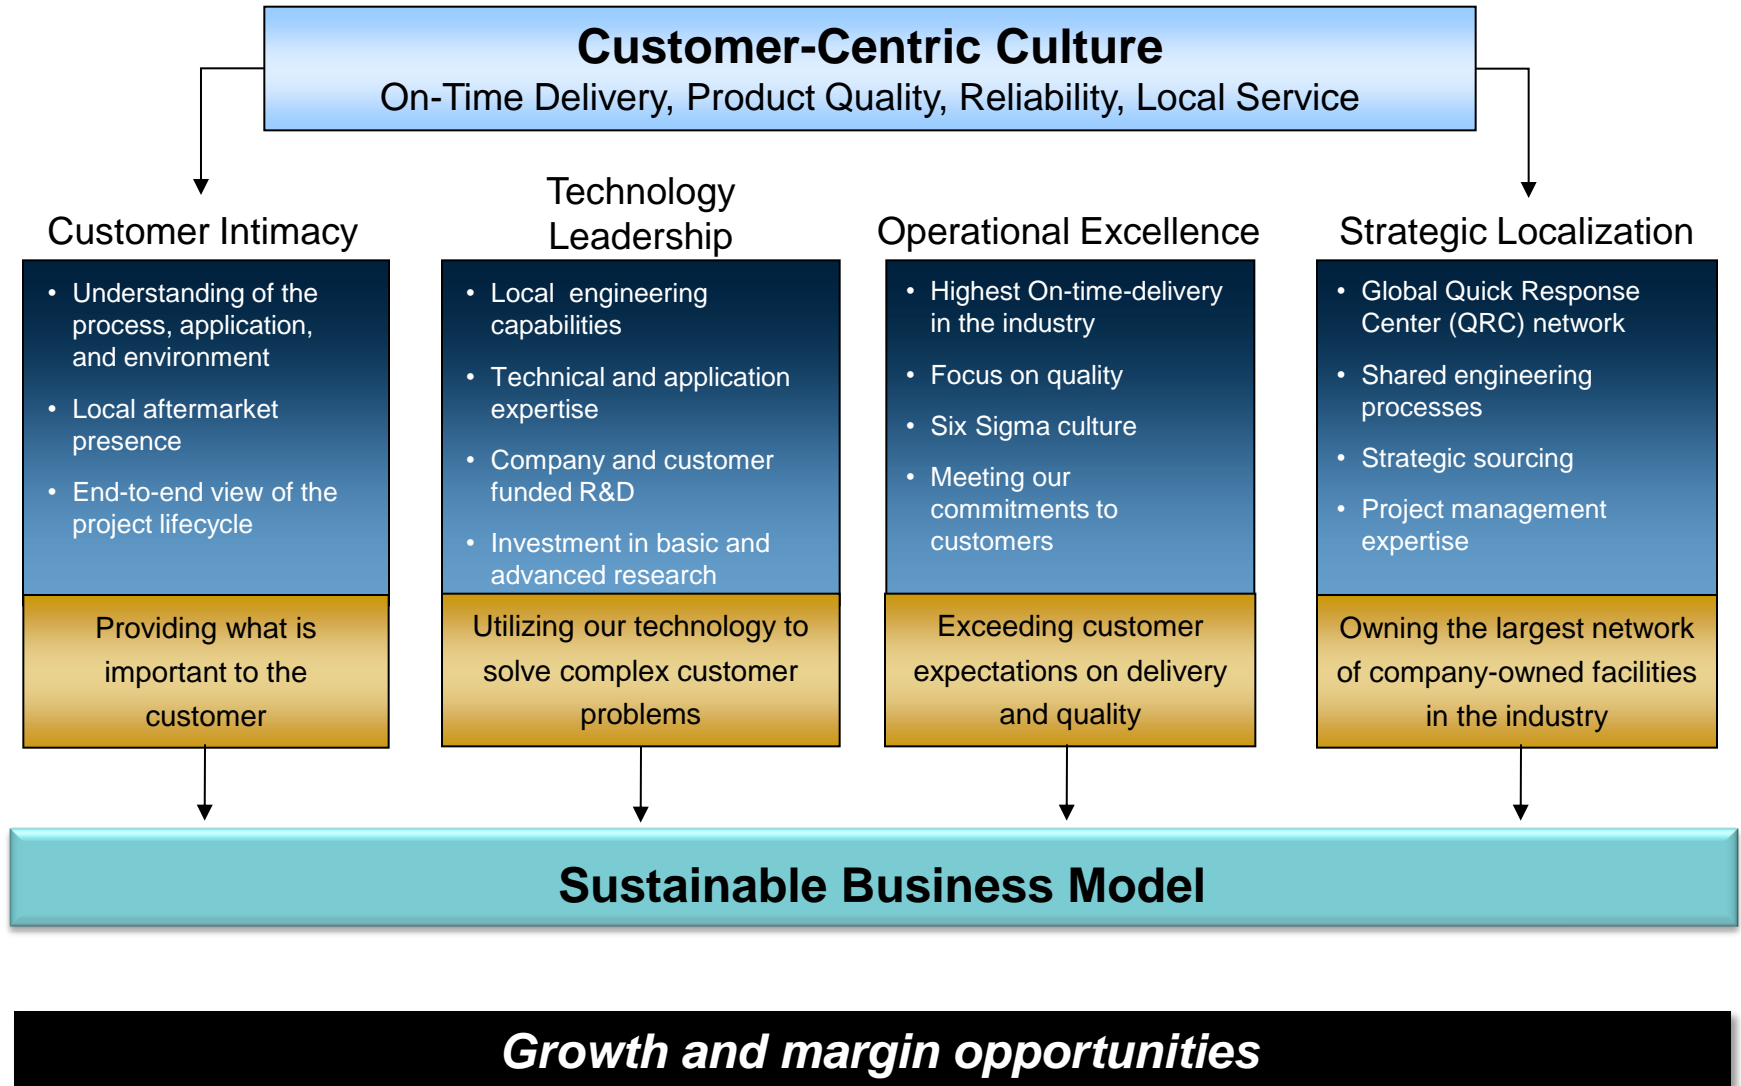 Customer-Centric Culture
On-Time Delivery, Product Quality, Reliability, Local Service
Customer Intimacy
• Understanding of the
process, application,
and environment
• Local aftermarket
presence
• End-to-end view of the
project lifecycle
Providing what is
important to the
customer
Technology
Leadership
• Local engineering
capabilities
• Technical and application
expertise
• Company and customer
funded R&D
• Investment in basic and
advanced research
Utilizing our technology to
solve complex customer
problems
Operational Excellence
• Highest On-time-delivery
in the industry
• Focus on quality
• Six Sigma culture
• Meeting our
commitments to
customers
Exceeding customer
expectations on delivery
and quality
Strategic Localization
• Global Quick Response
Center (QRC) network
• Shared engineering
processes
• Strategic sourcing
• Project management
expertise
Owning the largest network
of company-owned facilities
in the industry
Sustainable Business Model
Growth and margin opportunities